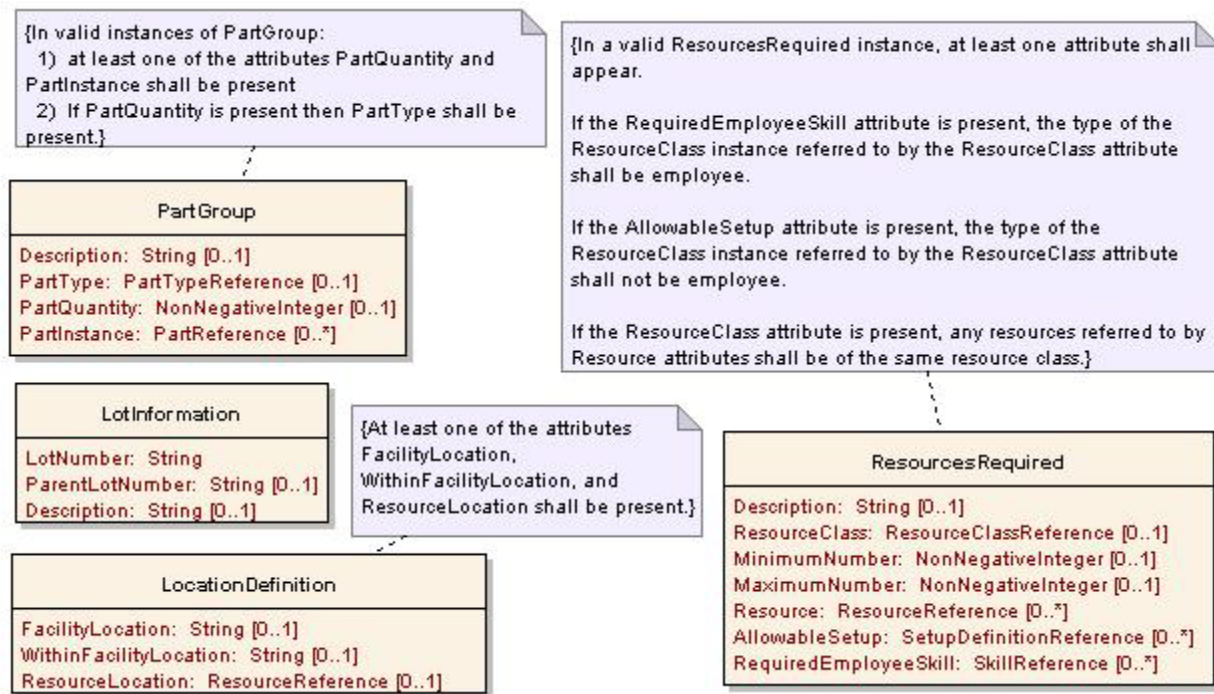 {In valid instances of PartGroup:
1) at least one of the attributes PartQuantity and
PartInstance shall be present
2) If PartQuantity is present then PartType shall be
present.}
PartGroup
Description: String [0..1]
PartType: PartTypeReference [0..1]
PartQuantity: NonNegativeInteger [0..1]
PartInstance: PartReference [0..*]
{In a valid ResourcesRequired instance, at least one attribute shall
appear.
If the RequiredEmployeeSkill attribute is present, the type of the
ResourceClass instance referred to by the ResourceClass attribute
shall be employee.
If the AllowableSetup attribute is present, the type of the
ResourceClass instance referred to by the ResourceClass attribute
shall not be employee.
If the ResourceClass attribute is present, any resources referred to by
Resource attributes shall be of the same resource class.}
LotInformation
LotNumber: String
ParentLotNumber: String [0..1]
Description: String [0..1]
{At least one of the attributes
FacilityLocation,
WithinFacilityLocation, and
ResourceLocation shall be present.}
LocationDefinition
FacilityLocation: String [0..1]
WithinFacilityLocation: String [0..1]
ResourceLocation: ResourceReference [0..1]
ResourcesRequired
Description: String [0..1]
ResourceClass: ResourceClassReference [0..1]
MinimumNumber: NonNegativeInteger [0..1]
MaximumNumber: NonNegativeInteger [0..1]
Resource: ResourceReference [0..*]
AllowableSetup: SetupDefinitionReference [0..*]
RequiredEmployeeSkill: SkillReference [0..*]